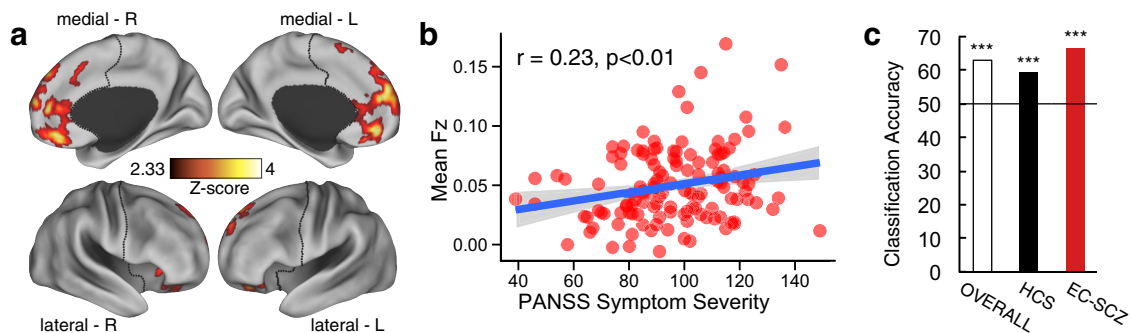 a
medial - R
medial - L
2.33
4
Z-score
lateral - R
lateral - L
b
r = 0.23, p<0.01
Mean Fz
0.15
0.10
0.05
0.00
40 60 80 100 120 140
PANSS Symptom Severity
c
Classification Accuracy
70
60
50
40
30
20
10
0
***
***
***
OVERALL
HCS
EC-SCZ